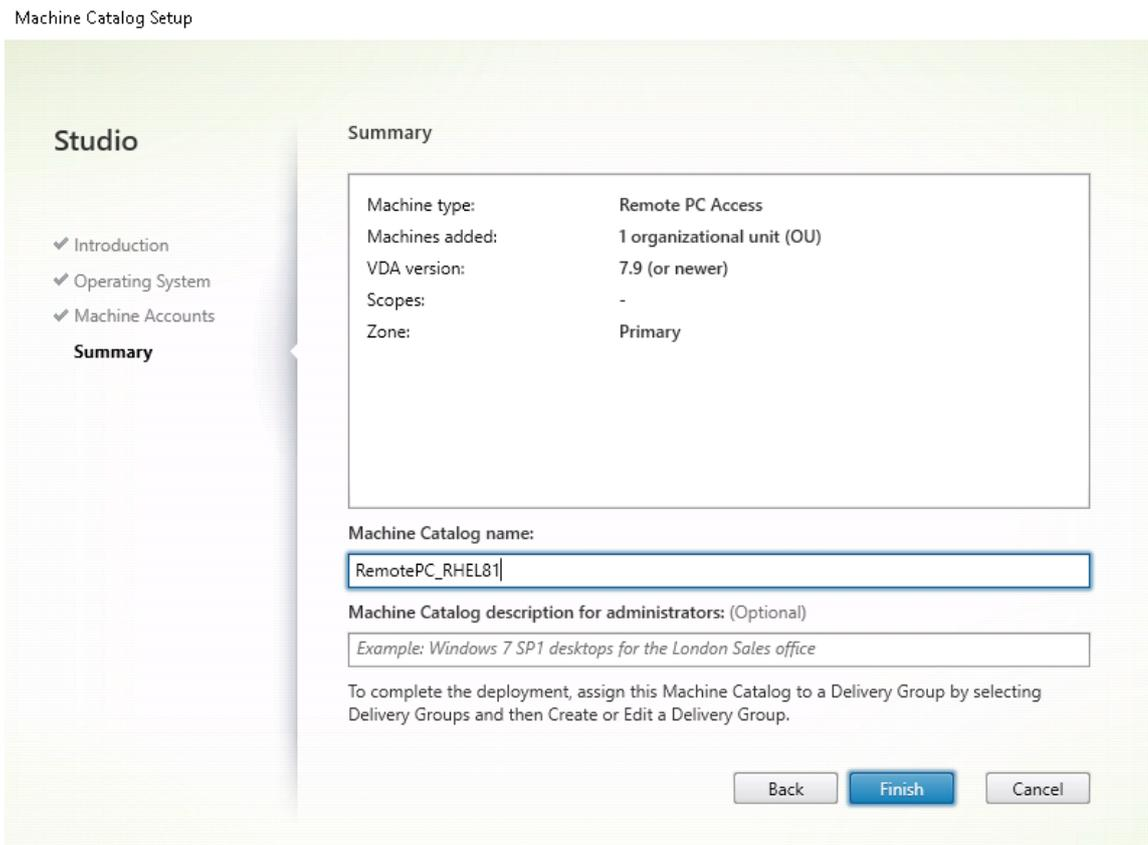 Machine Catalog Setup
Studio
Introduction
Operating System
Machine Accounts
Summary
Summary
Machine type: Remote PC Access
Machines added: 1 organizational unit (OU)
VDA version: 7.9 (or newer)
Scopes: -
Zone: Primary
Machine Catalog name:
RemotePC_RHEL81
Machine Catalog description for administrators: (Optional)
Example: Windows 7 SP1 desktops for the London Sales office
To complete the deployment, assign this Machine Catalog to a Delivery Group by selecting
Delivery Groups and then Create or Edit a Delivery Group.
Back Finish Cancel